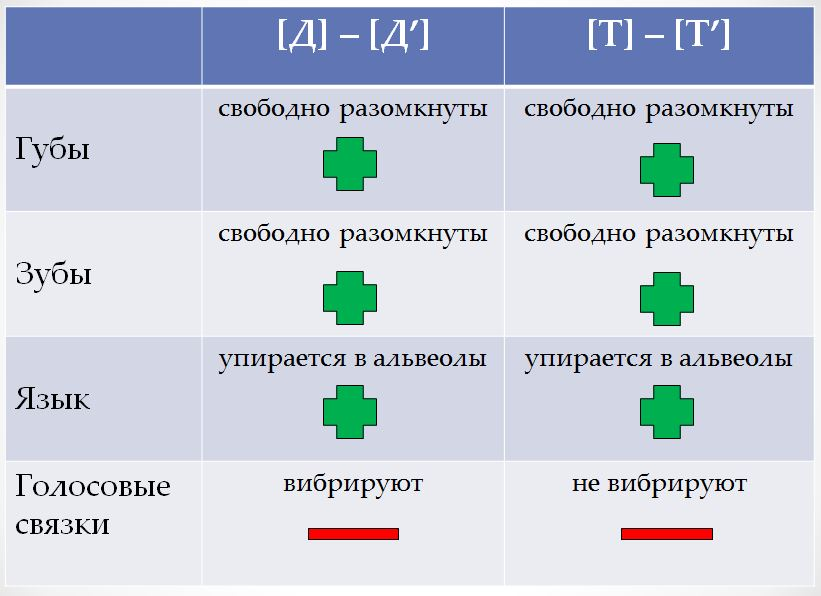 [Д] – [Д′] [Т] – [Т′]
Губы свободно разомкнуты свободно разомкнуты
Зубы свободно разомкнуты свободно разомкнуты
Язык упирается в альвеолы упирается в альвеолы
Голосовые связки вибрируют не вибрируют